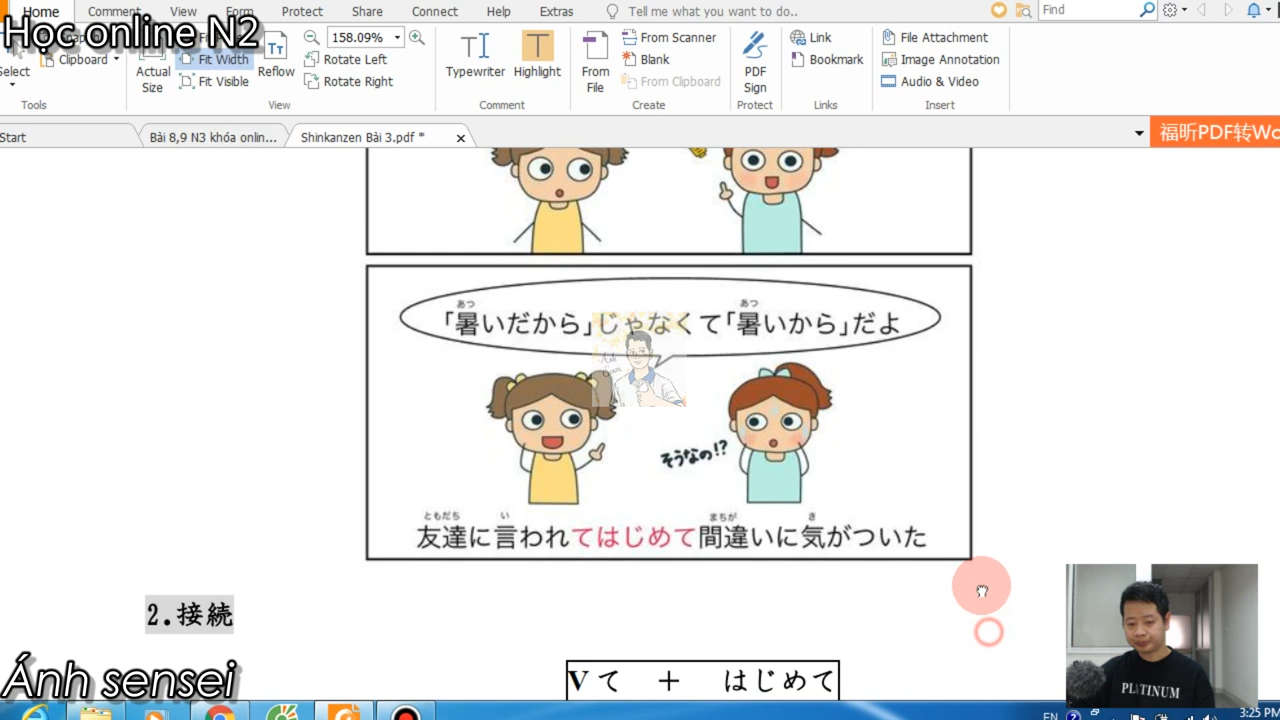 Home Comment View Form Protect Share Connect Help Extras Tell me what you want to do.. Find
Học online N2
Select
Clipboard
Actual Size
Fit Width
Fit Visible
Reflow
158.09%
Rotate Left
Rotate Right
Typewriter
Highlight
From File
From Scanner
Blank
From Clipboard
PDF Sign
Link
Bookmark
File Attachment
Image Annotation
Audio & Video
Tools View Comment Create Protect Links Insert
Start
Bài 8,9 N3 khóa onlin...
Shinkanzen Bài 3.pdf *
福昕PDF转Wo
あつ あつ
「暑いだから」じゃなくて「暑いから」だよ
そうなの!?
ともだち い まちが き
友達に言われてはじめて間違いに気がついた
2.接続
Vて + はじめて
Ánh sensei
PLATINUM
EN
3:25 PM